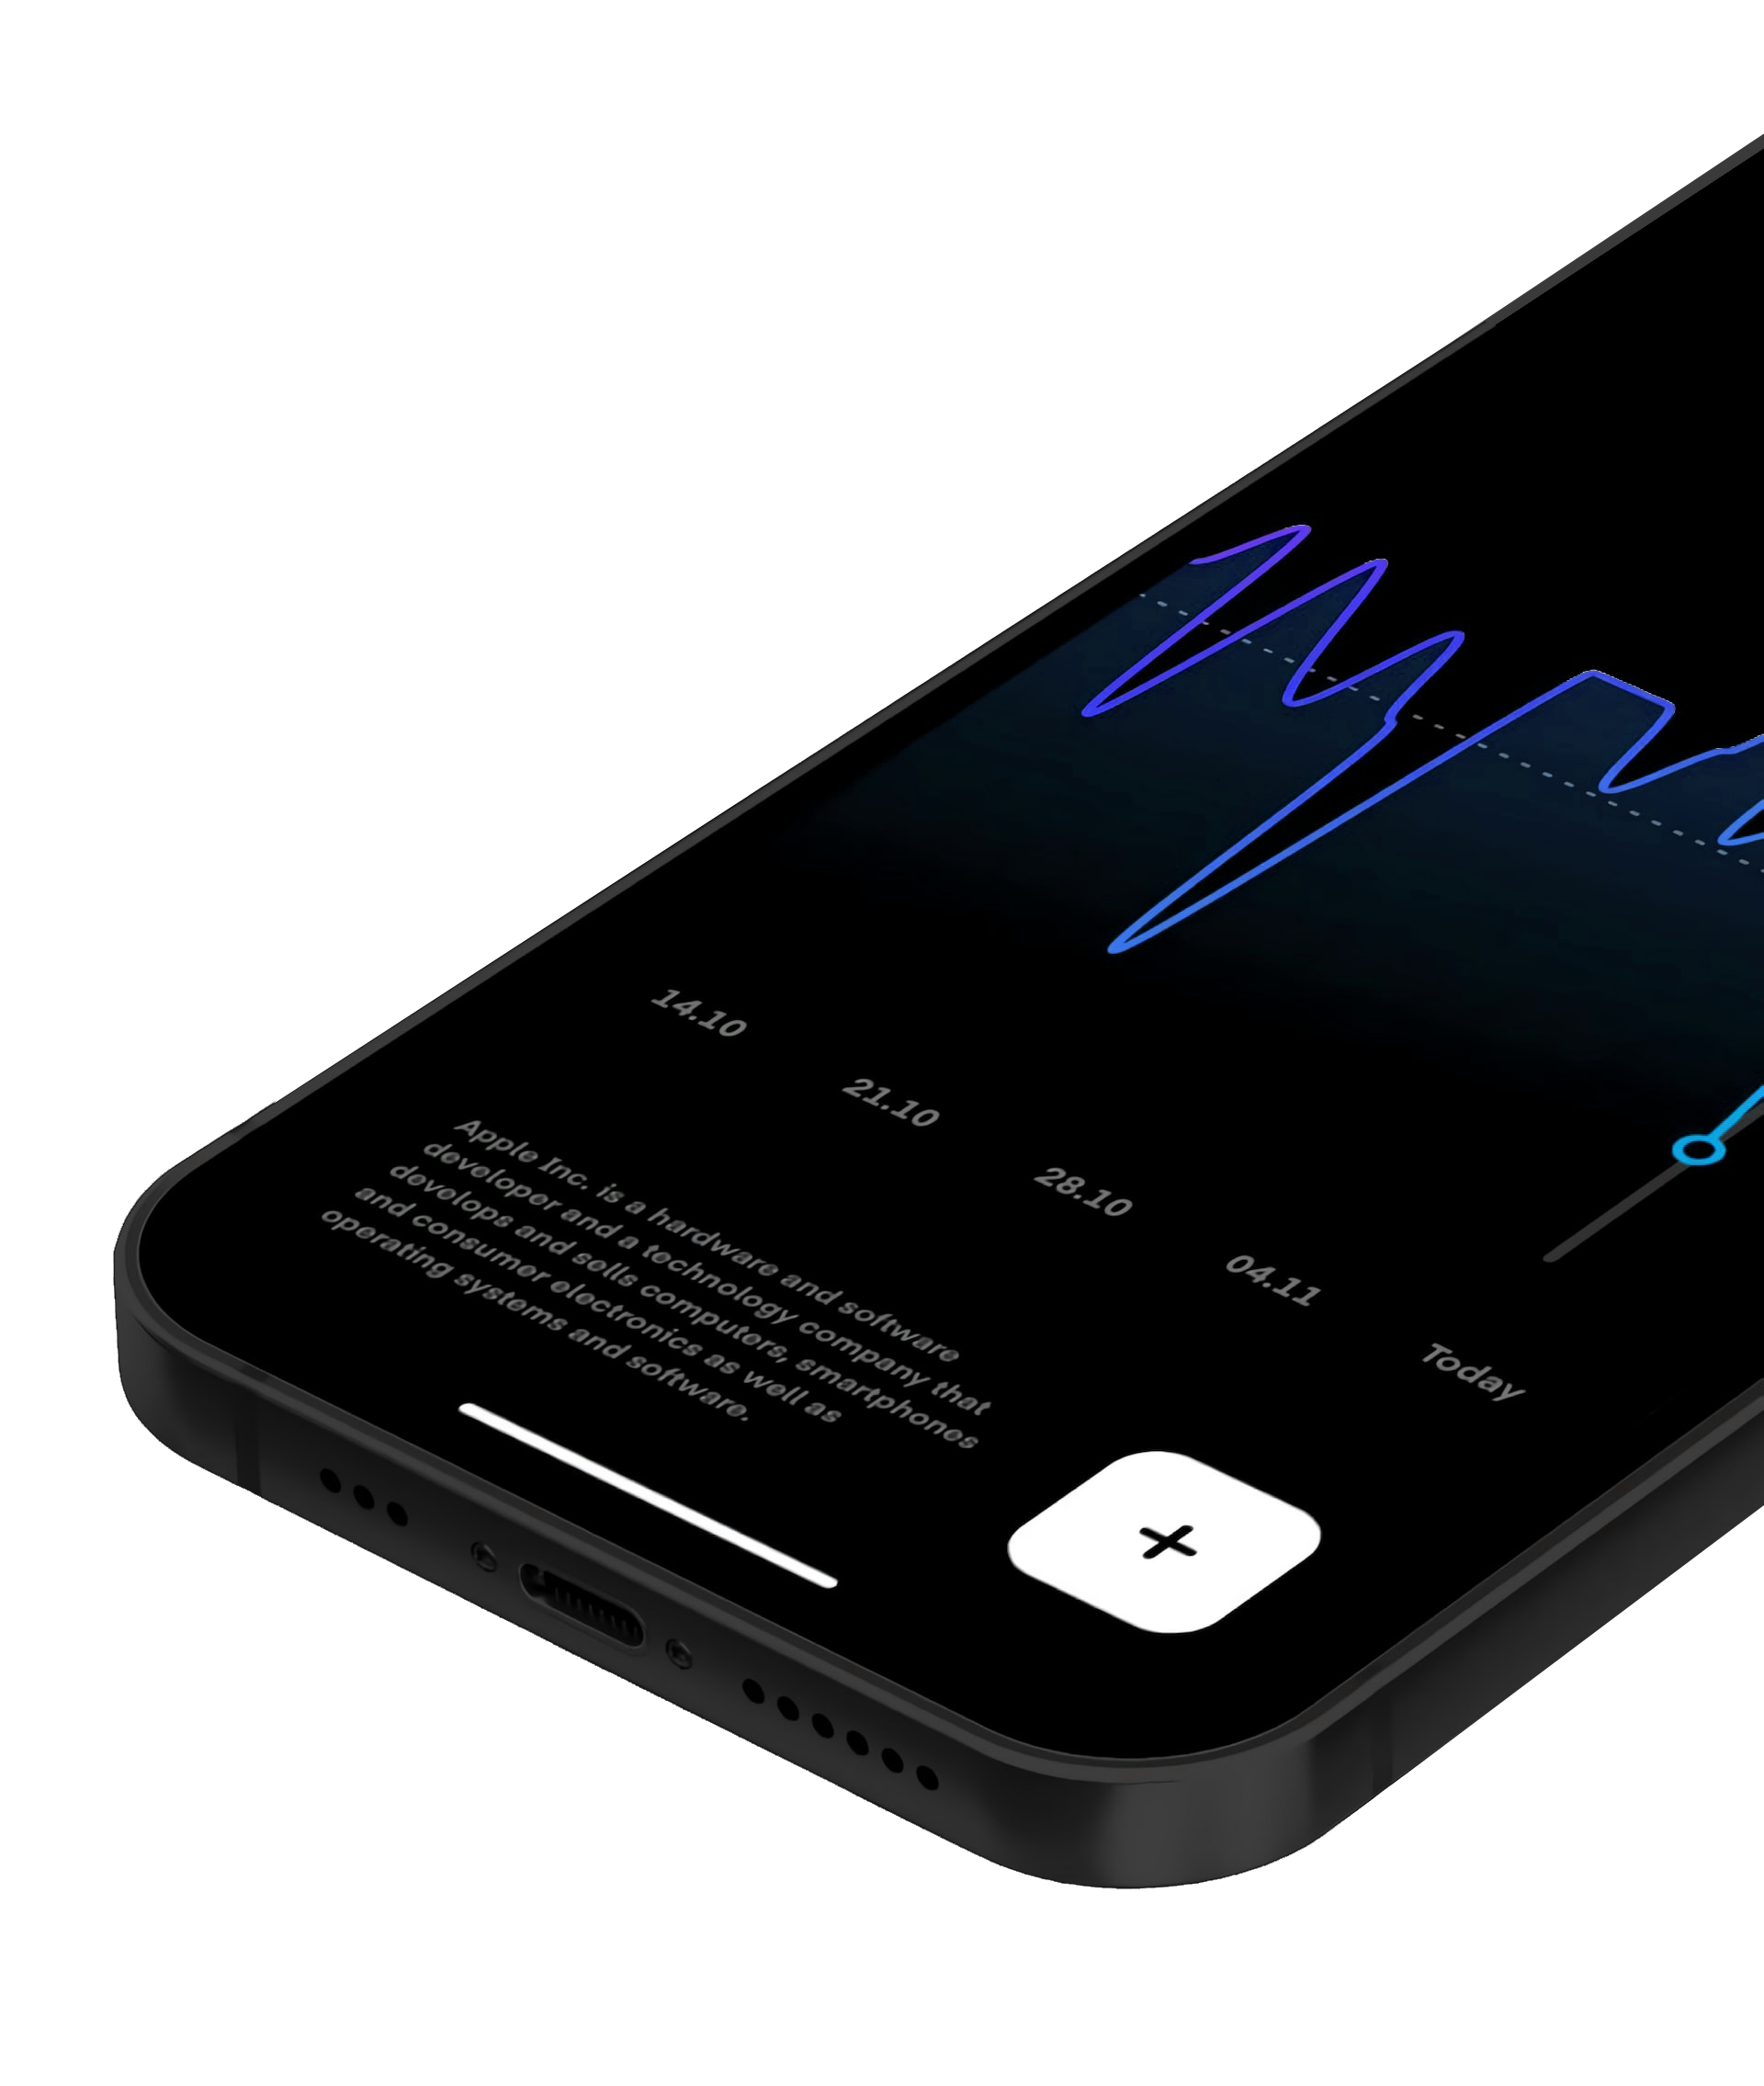 14.10
21.10
28.10
04.11
Today
Apple Inc. is a hardware and software
developer and a technology company that
develops and sells computers, smartphones
and consumer electronics as well as
operating systems and software.
+